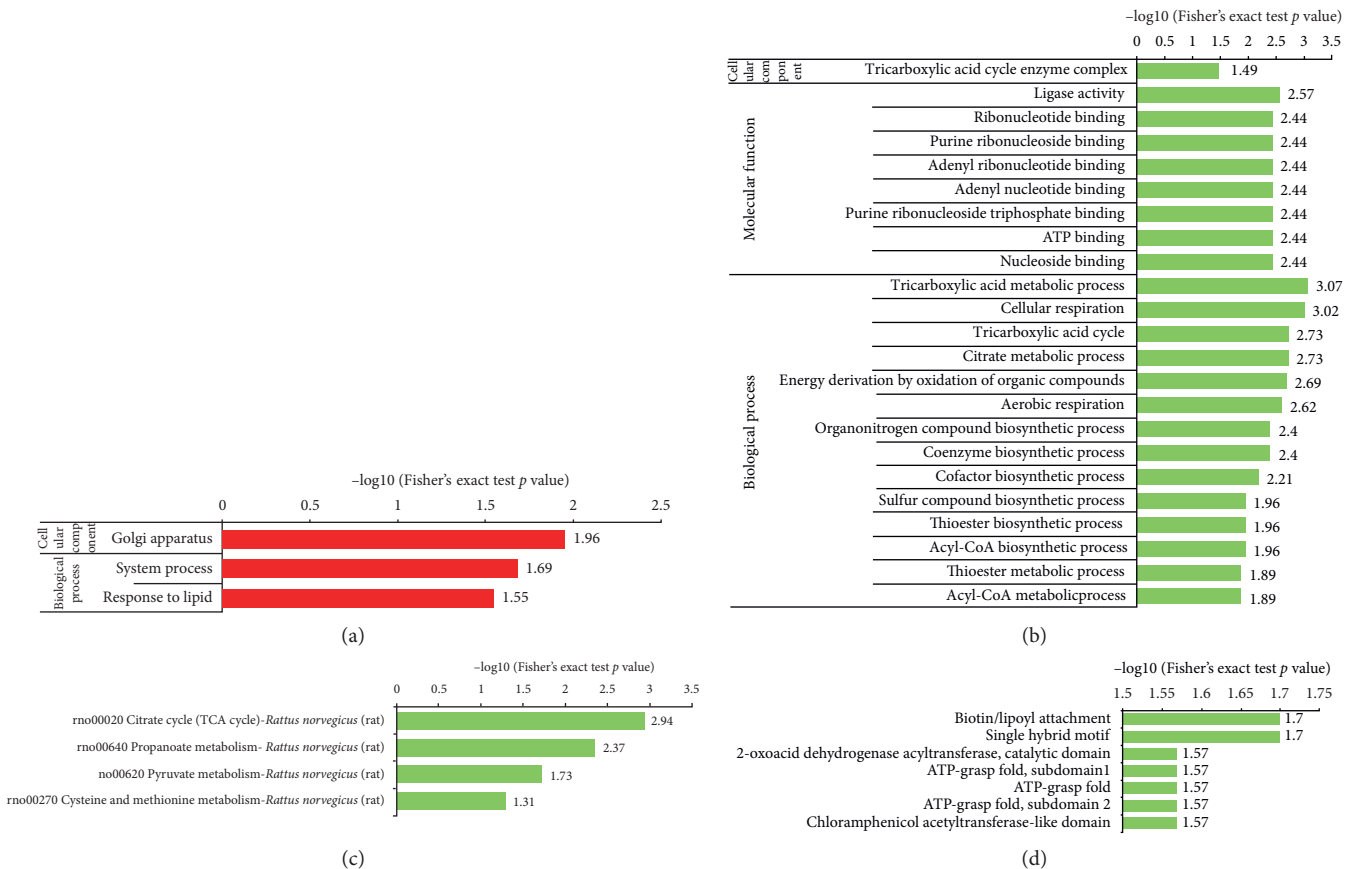 –log10 (Fisher's exact test p value)
0 0.5 1 1.5 2 2.5
Cell
ular
comp
onent
Golgi apparatus 1.96
Biological
process
System process 1.69
Response to lipid 1.55
(a)
–log10 (Fisher's exact test p value)
0 0.5 1 1.5 2 2.5 3 3.5
Cel
ular
com
pon
ent
Tricarboxylic acid cycle enzyme complex 1.49
Molecular function
Ligase activity 2.57
Ribonucleotide binding 2.44
Purine ribonucleoside binding 2.44
Adenyl ribonucleotide binding 2.44
Adenyl nucleotide binding 2.44
Purine ribonucleoside triphosphate binding 2.44
ATP binding 2.44
Nucleoside binding 2.44
Biological process
Tricarboxylic acid metabolic process 3.07
Cellular respiration 3.02
Tricarboxylic acid cycle 2.73
Citrate metabolic process 2.73
Energy derivation by oxidation of organic compounds 2.69
Aerobic respiration 2.62
Organonitrogen compound biosynthetic process 2.4
Coenzyme biosynthetic process 2.4
Cofactor biosynthetic process 2.21
Sulfur compound biosynthetic process 1.96
Thioester biosynthetic process 1.96
Acyl-CoA biosynthetic process 1.96
Thioester metabolic process 1.89
Acyl-CoA metabolicprocess 1.89
(b)
–log10 (Fisher's exact test p value)
0 0.5 1 1.5 2 2.5 3 3.5
rno00020 Citrate cycle (TCA cycle)-Rattus norvegicus (rat) 2.94
rno00640 Propanoate metabolism- Rattus norvegicus (rat) 2.37
no00620 Pyruvate metabolism-Rattus norvegicus (rat) 1.73
rno00270 Cysteine and methionine metabolism-Rattus norvegicus (rat) 1.31
(c)
–log10 (Fisher's exact test p value)
1.5 1.55 1.6 1.65 1.7 1.75
Biotin/lipoyl attachment 1.7
Single hybrid motif 1.7
2-oxoacid dehydrogenase acyltransferase, catalytic domain 1.57
ATP-grasp fold, subdomain1 1.57
ATP-grasp fold 1.57
ATP-grasp fold, subdomain 2 1.57
Chloramphenicol acetyltransferase-like domain 1.57
(d)